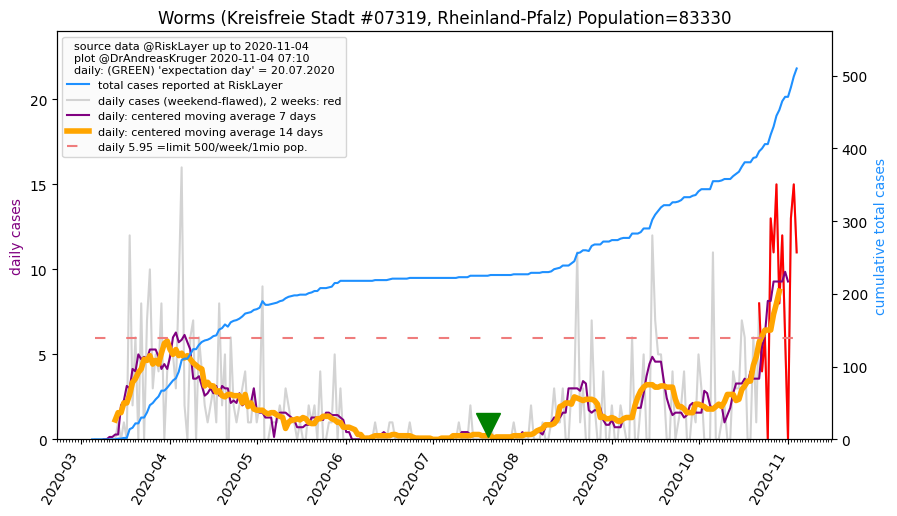 Worms (Kreisfreie Stadt #07319, Rheinland-Pfalz) Population=83330
source data @RiskLayer up to 2020-11-04
plot @DrAndreasKruger 2020-11-04 07:10
daily: (GREEN) 'expectation day' = 20.07.2020
total cases reported at RiskLayer
daily cases (weekend-flawed), 2 weeks: red
daily: centered moving average 7 days
daily: centered moving average 14 days
daily 5.95 =limit 500/week/1mio pop.
daily cases
20
15
10
5
0
cumulative total cases
500
400
300
200
100
0
2020-03
2020-04
2020-05
2020-06
2020-07
2020-08
2020-09
2020-10
2020-11